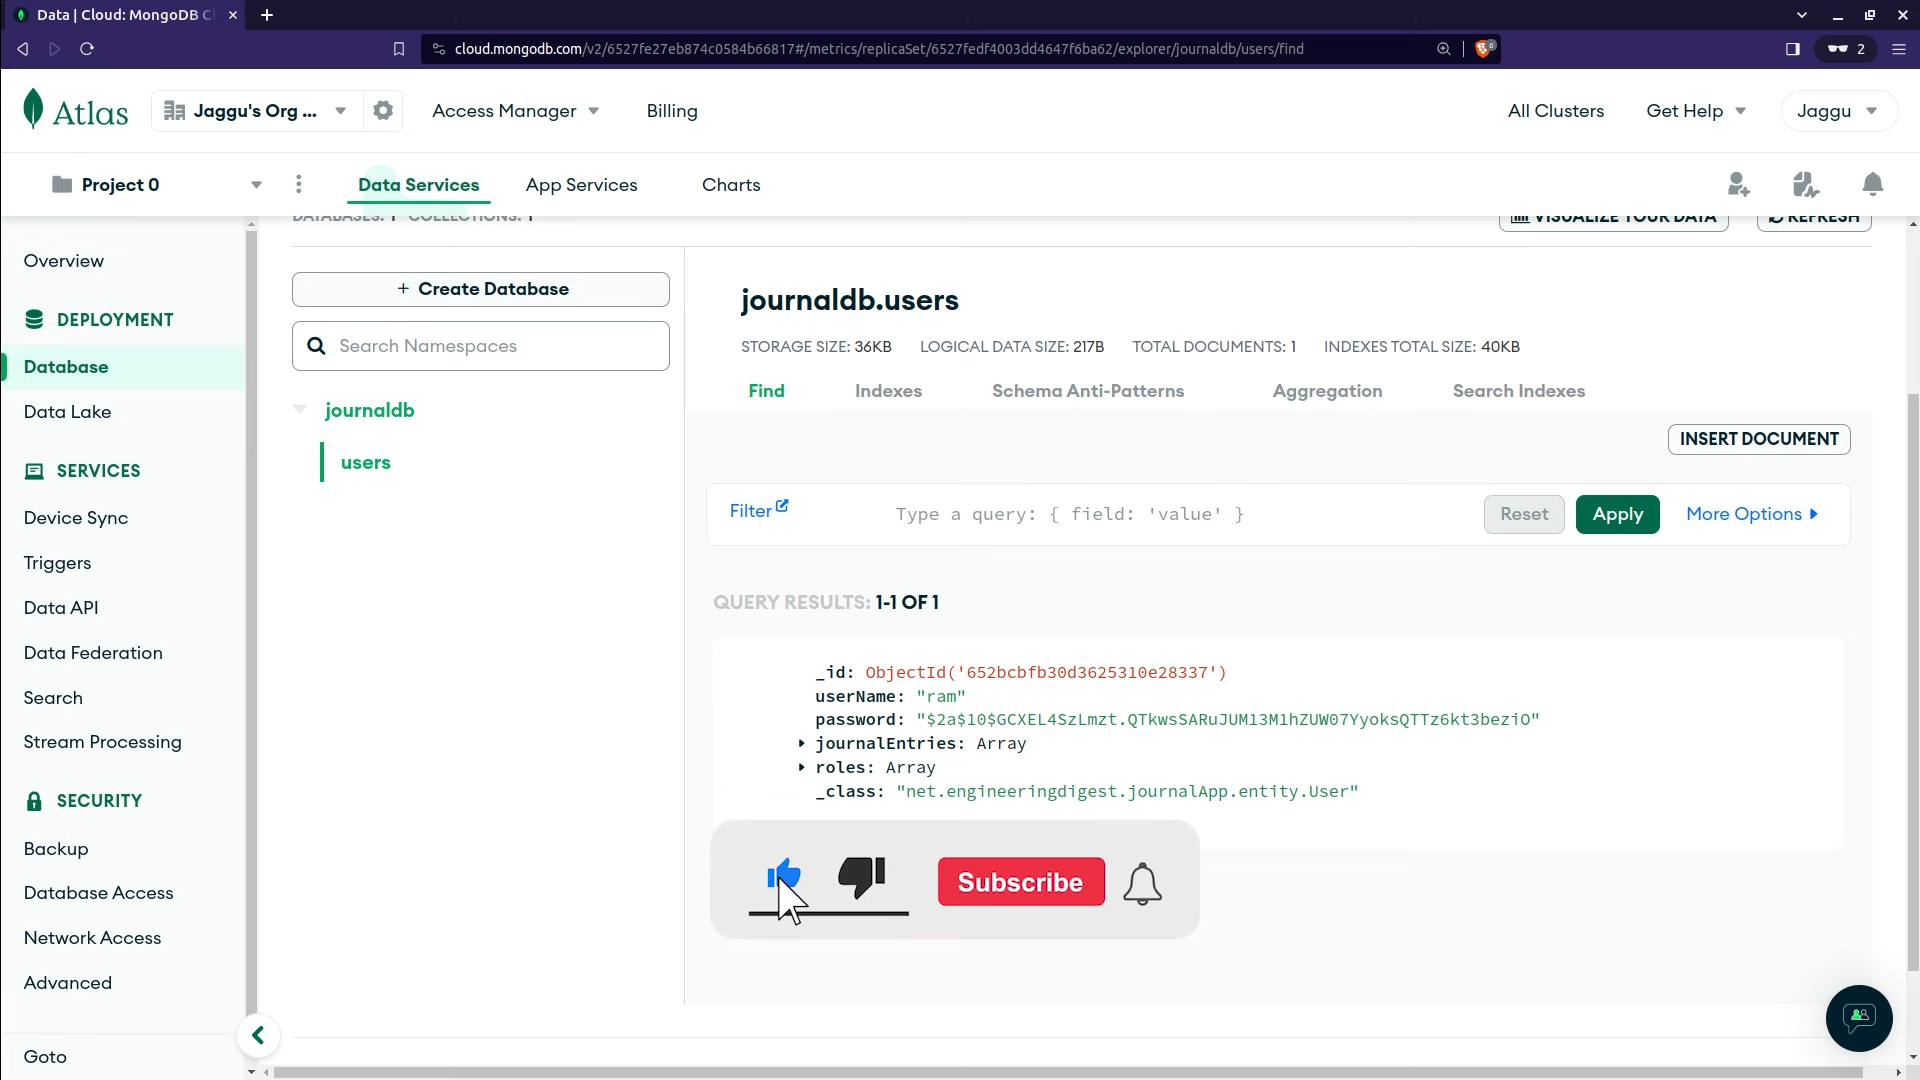 Data | Cloud: MongoDB Cl
cloud.mongodb.com/v2/6527fe27eb874c0584b66817#/metrics/replicaSet/6527fedf4003dd4647f6ba62/explorer/journaldb/users/find
2
Atlas
Jaggu's Org ...
Access Manager
Billing
All Clusters
Get Help
Jaggu
Project 0
Data Services
App Services
Charts
DATABASES: 1 COLLECTIONS: 1
VISUALIZE YOUR DATA
REFRESH
Overview
DEPLOYMENT
Database
Data Lake
SERVICES
Device Sync
Triggers
Data API
Data Federation
Search
Stream Processing
SECURITY
Backup
Database Access
Network Access
Advanced
Goto
+ Create Database
Search Namespaces
journaldb
users
journaldb.users
STORAGE SIZE: 36KB LOGICAL DATA SIZE: 217B TOTAL DOCUMENTS: 1 INDEXES TOTAL SIZE: 40KB
Find Indexes Schema Anti-Patterns Aggregation Search Indexes
INSERT DOCUMENT
Filter Type a query: { field: 'value' } Reset Apply More Options
QUERY RESULTS: 1-1 OF 1
_id: ObjectId('652bcbfb30d3625310e28337')
userName: "ram"
password: "$2a$10$GCXEL4SzLmzt.QTkwsSARuJUM13M1hZUW07YyoksQTTz6kt3beziO"
journalEntries: Array
roles: Array
_class: "net.engineeringdigest.journalApp.entity.User"
Subscribe